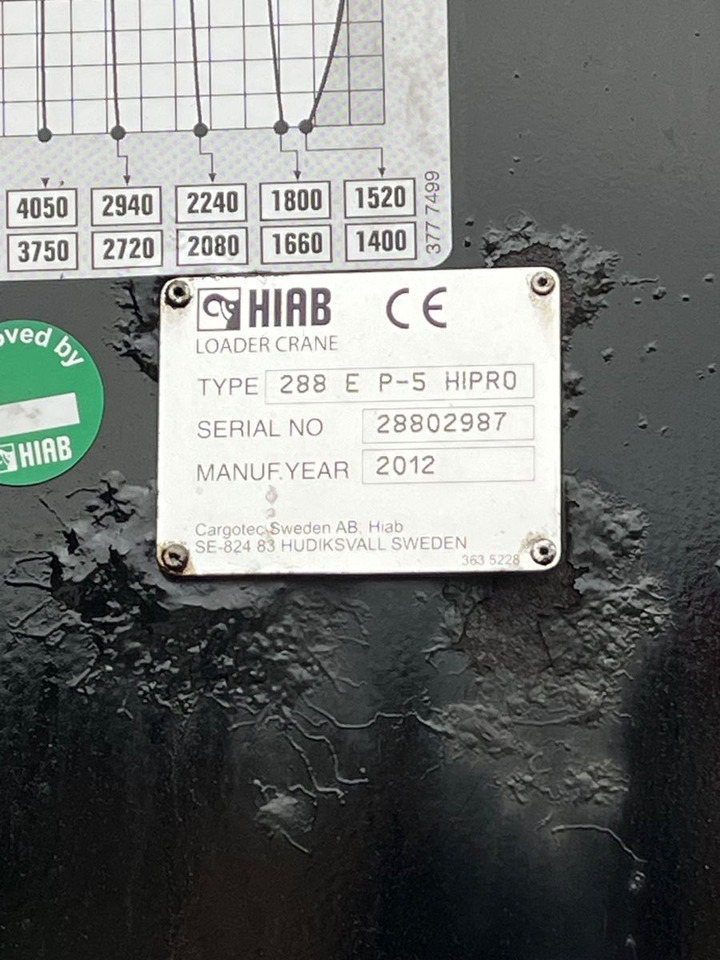 4050 2940 2240 1800 1520
3750 2720 2080 1660 1400
377 7499
HIAB CE
LOADER CRANE
TYPE 288 E P-5 HIPRO
SERIAL NO 28802987
MANUF.YEAR 2012
Cargotec Sweden AB, Hiab
SE-824 83 HUDIKSVALL SWEDEN
363 5228
by
HIAB